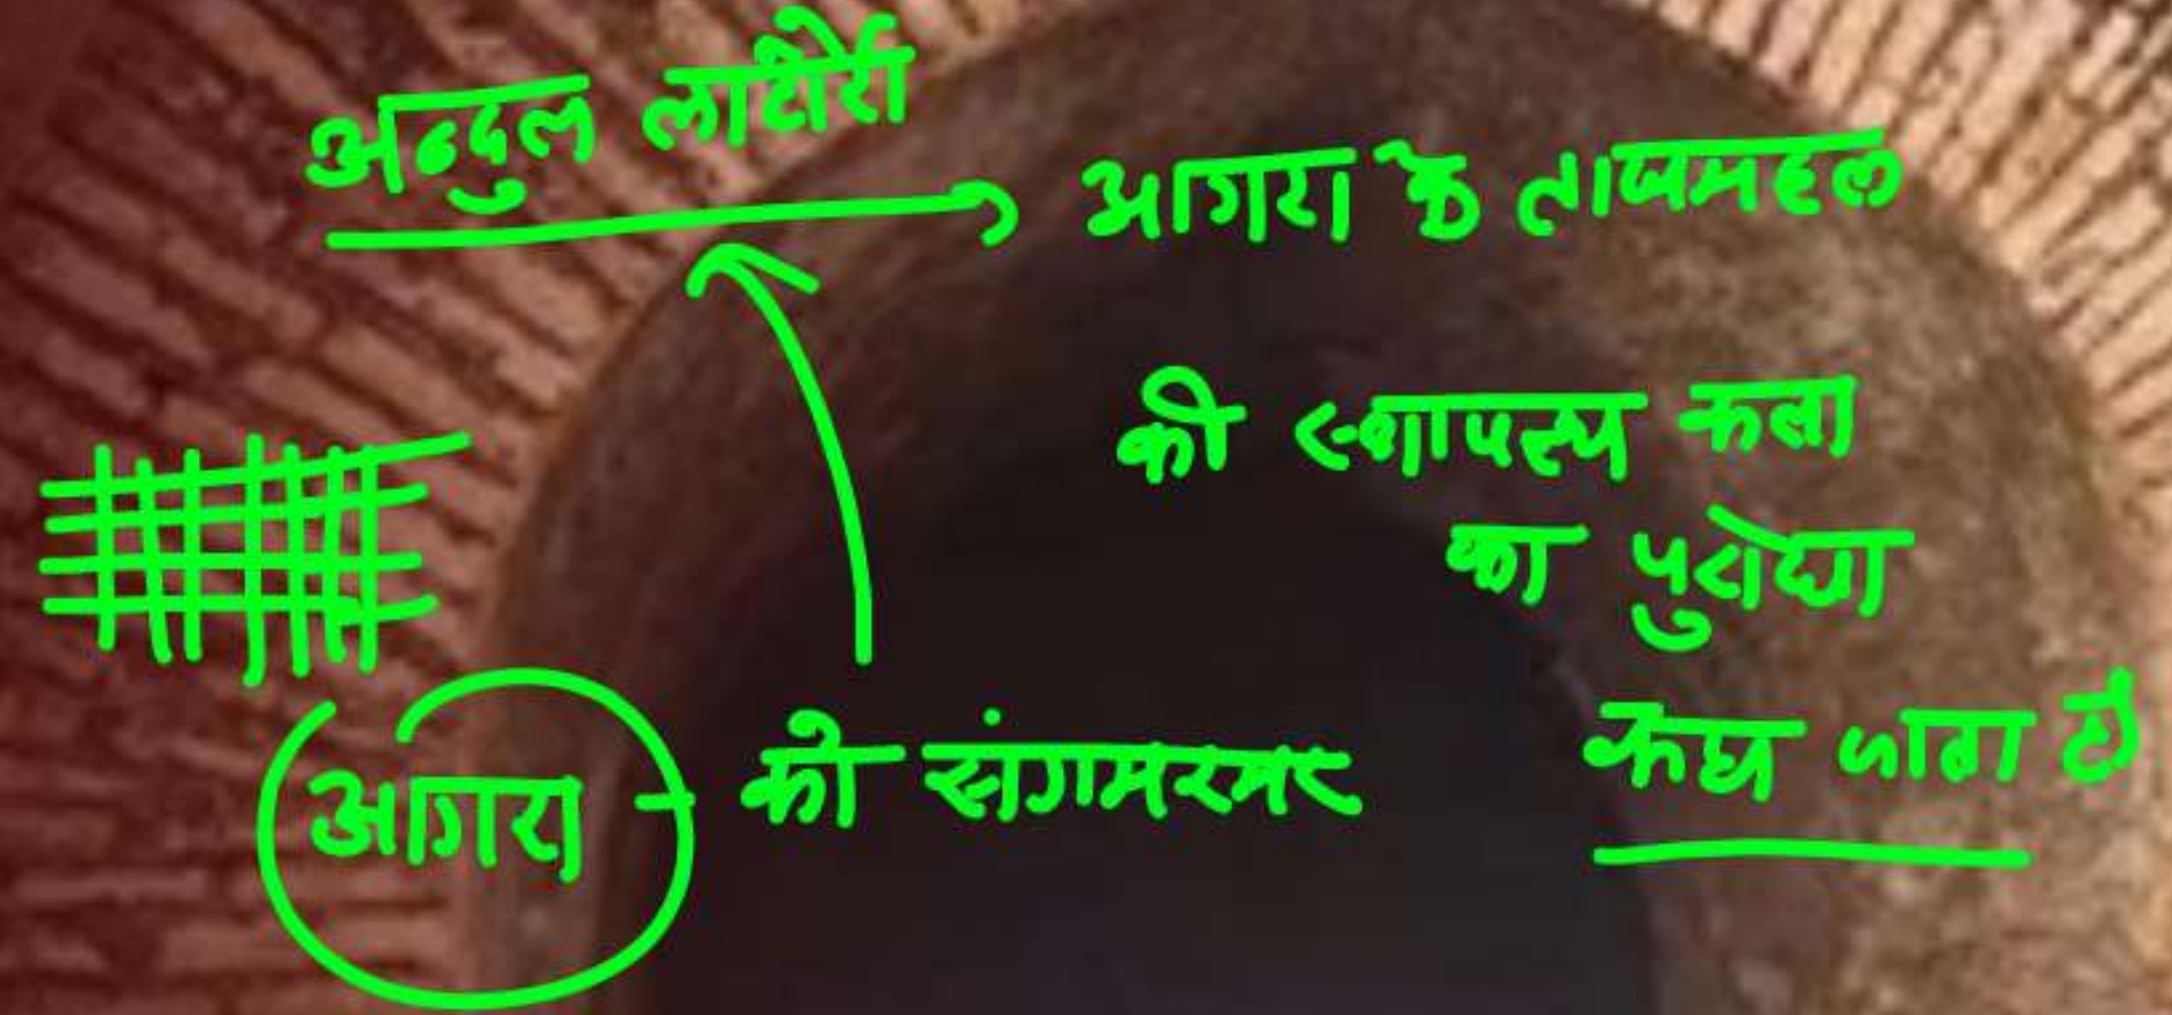 अब्दुल लाहौरी
आगरा के ताजमहल
की स्थापत्य कला
का पुरोधा
कहा जाता है
आगरा - को संगमरमर